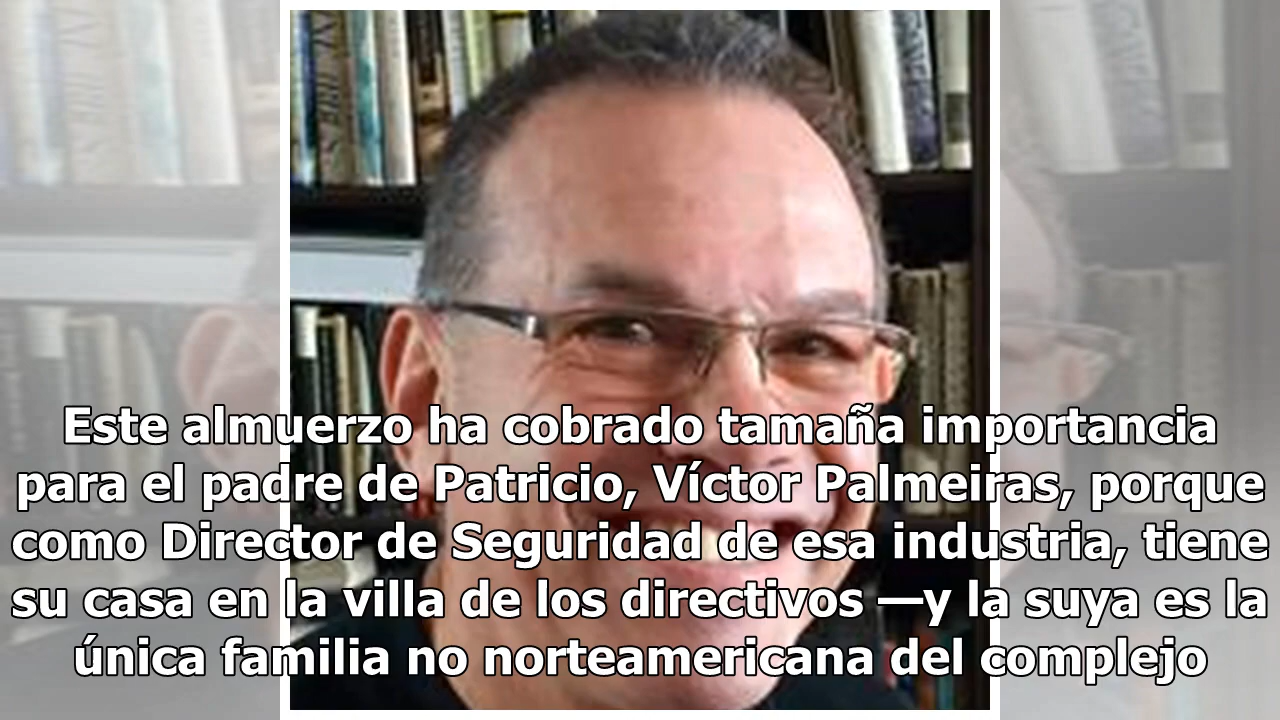 Este almuerzo ha cobrado tamaña importancia
para el padre de Patricio, Víctor Palmeiras, porque
como Director de Seguridad de esa industria, tiene
su casa en la villa de los directivos —y la suya es la
única familia no norteamericana del complejo